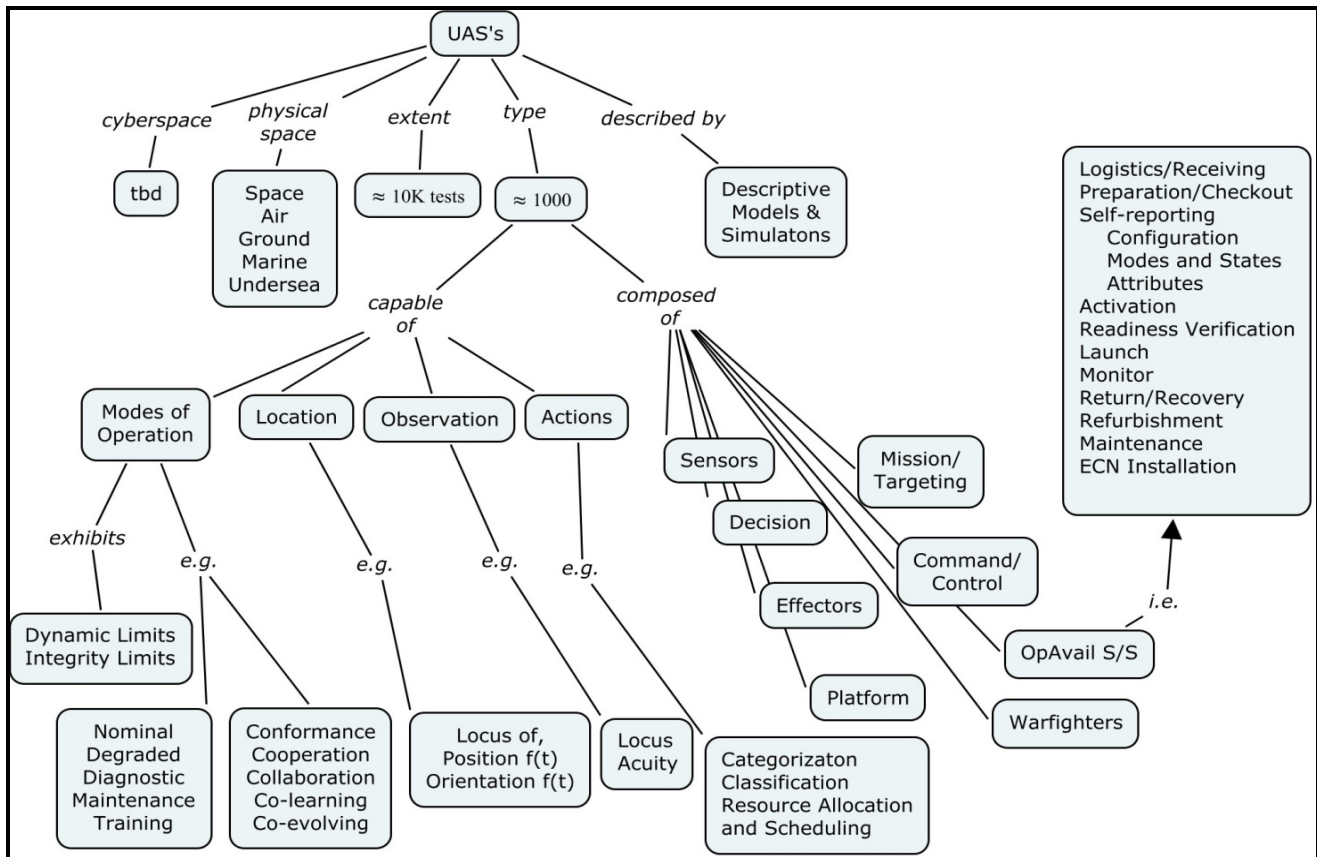 UAS's
cyberspace
physical
space
extent
type
described by
tbd
Space
Air
Ground
Marine
Undersea
≈ 10K tests
≈ 1000
Descriptive
Models &
Simulatons
Logistics/Receiving
Preparation/Checkout
Self-reporting
Configuration
Modes and States
Attributes
Activation
Readiness Verification
Launch
Monitor
Return/Recovery
Refurbishment
Maintenance
ECN Installation
capable
of
composed
of
Modes of
Operation
Location
Observation
Actions
Sensors
Mission/
Targeting
Decision
Command/
Control
Effectors
OpAvail S/S
i.e.
Platform
Warfighters
exhibits
e.g.
e.g.
e.g.
e.g.
Dynamic Limits
Integrity Limits
Nominal
Degraded
Diagnostic
Maintenance
Training
Conformance
Cooperation
Collaboration
Co-learning
Co-evolving
Locus of,
Position f(t)
Orientation f(t)
Locus
Acuity
Categorizaton
Classification
Resource Allocation
and Scheduling